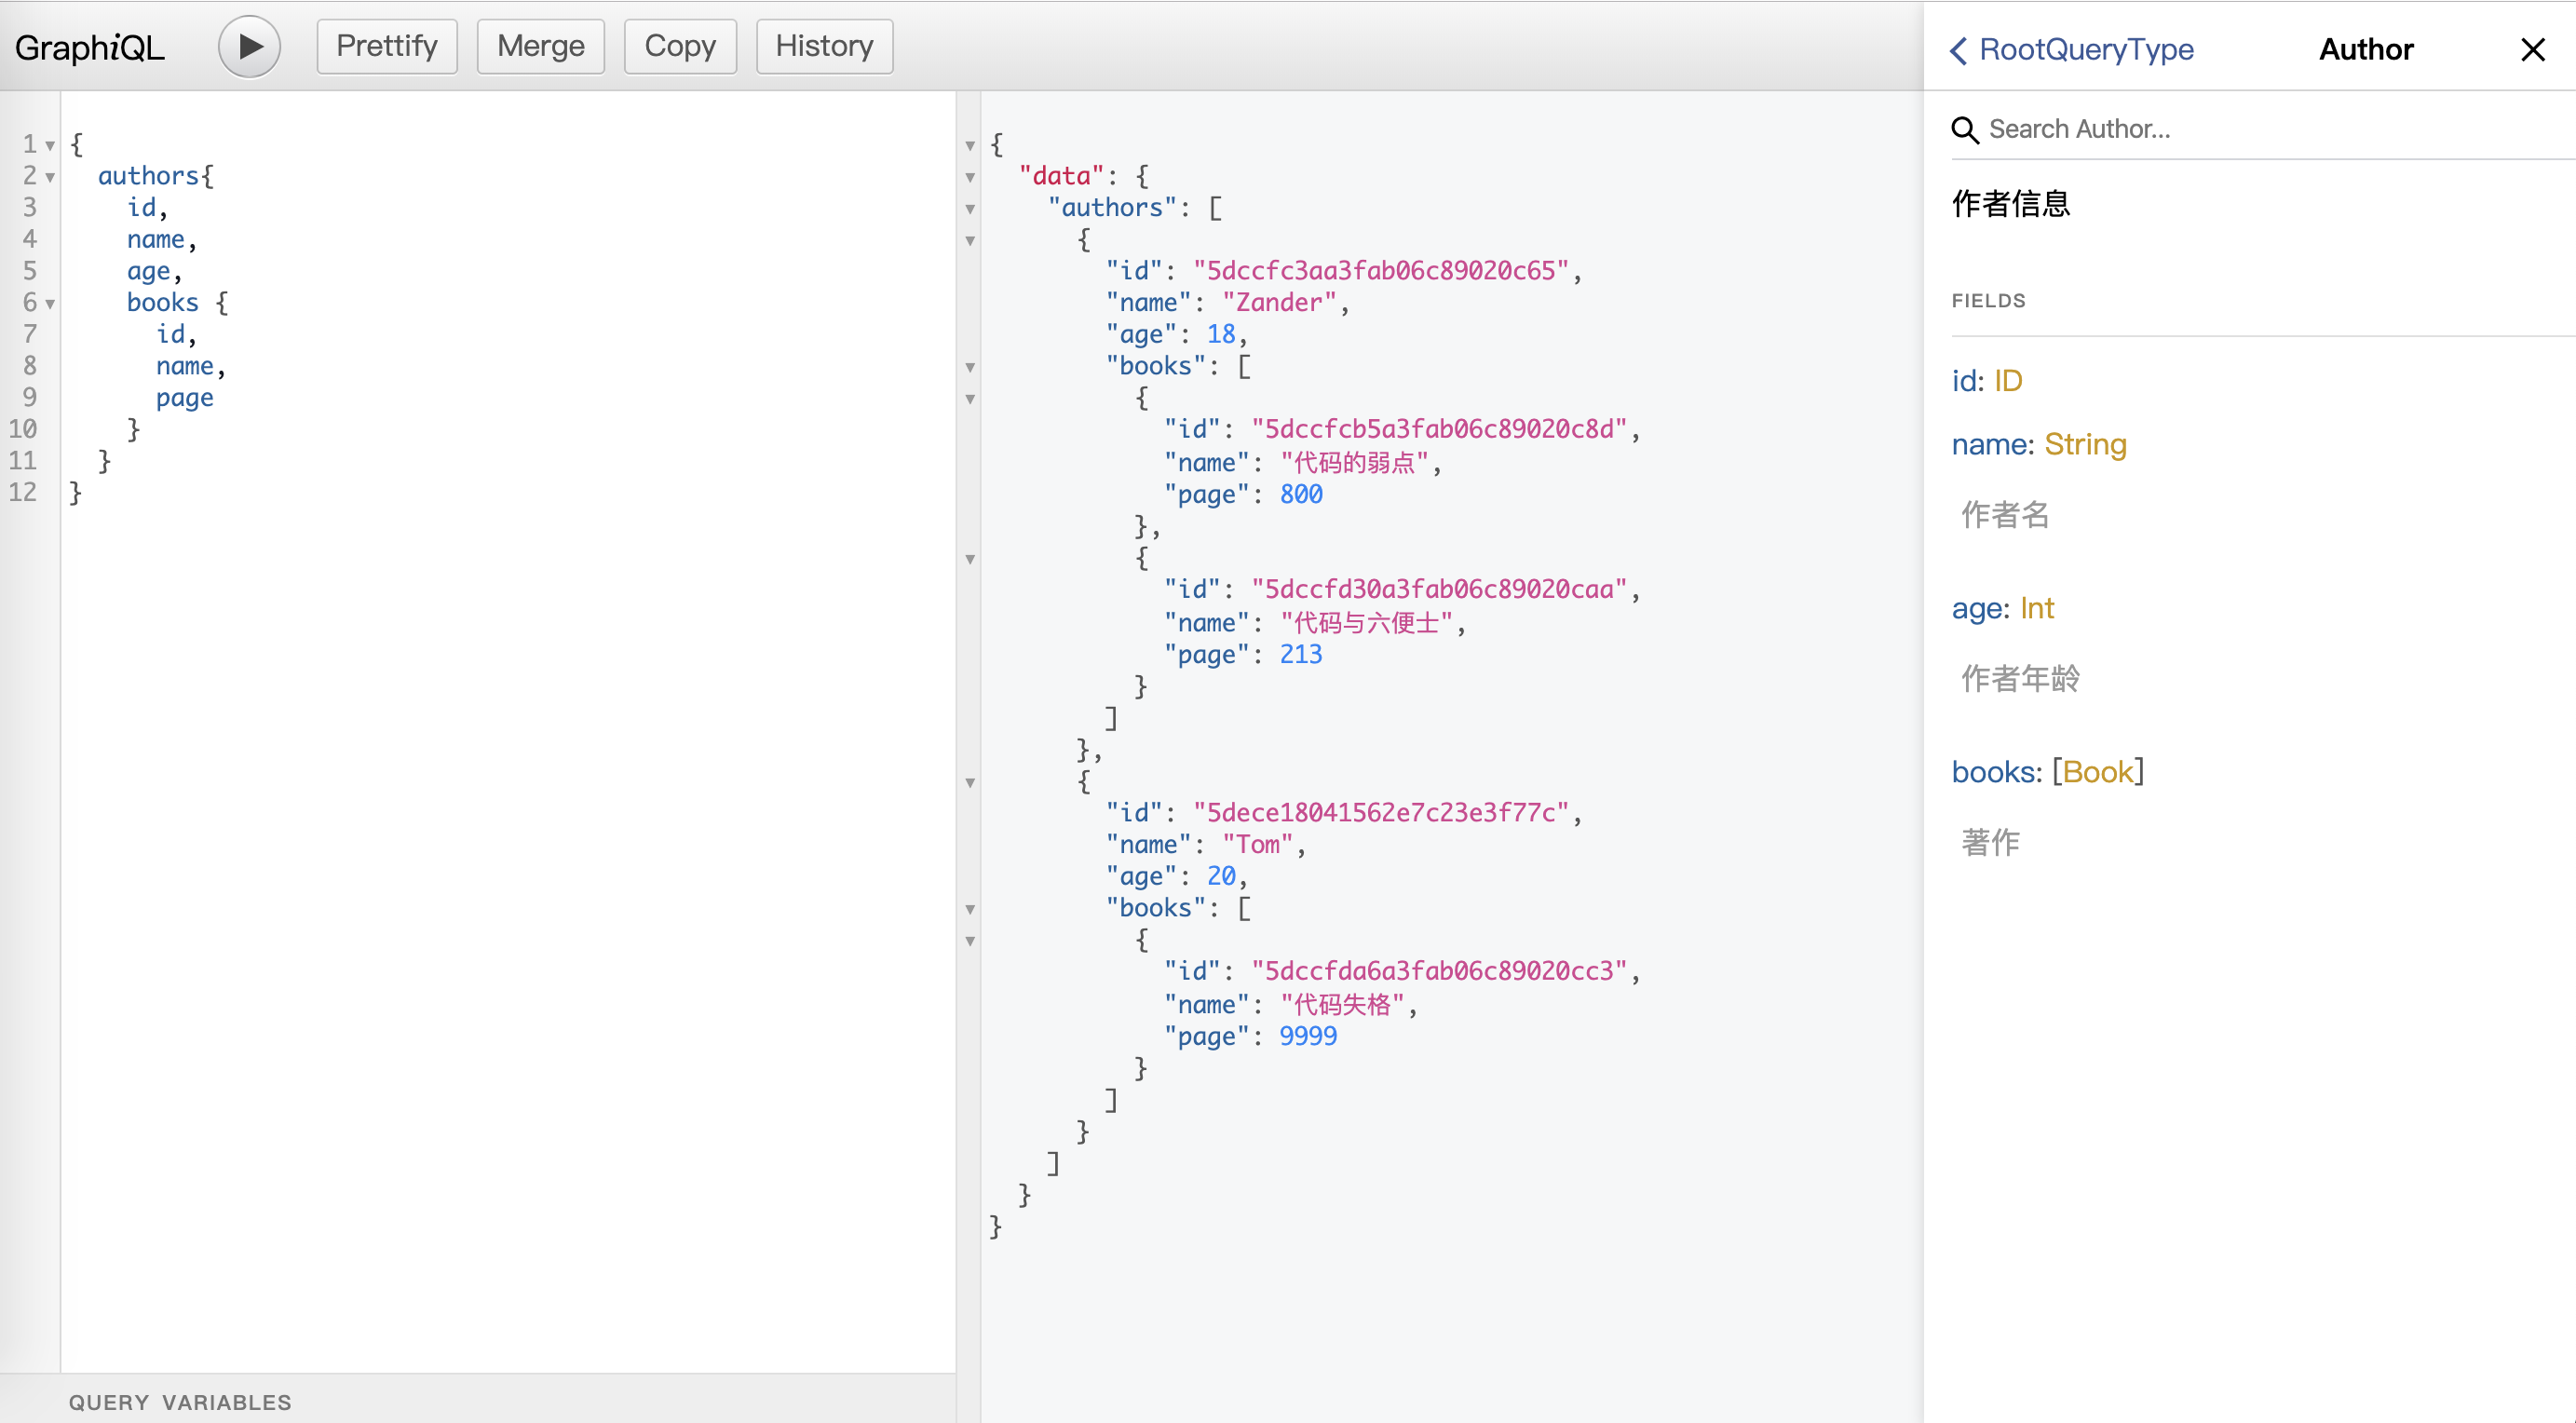 GraphiQL Prettify Merge Copy History
1 {
2 authors{
3 id,
4 name,
5 age,
6 books {
7 id,
8 name,
9 page
10 }
11 }
12 }
QUERY VARIABLES
{
"data": {
"authors": [
{
"id": "5dccfc3aa3fab06c89020c65",
"name": "Zander",
"age": 18,
"books": [
{
"id": "5dccfcb5a3fab06c89020c8d",
"name": "代码的弱点",
"page": 800
},
{
"id": "5dccfd30a3fab06c89020caa",
"name": "代码与六便士",
"page": 213
}
]
},
{
"id": "5dece18041562e7c23e3f77c",
"name": "Tom",
"age": 20,
"books": [
{
"id": "5dccfda6a3fab06c89020cc3",
"name": "代码失格",
"page": 9999
}
]
}
]
}
}
RootQueryType Author
Search Author...
作者信息
FIELDS
id: ID
name: String
作者名
age: Int
作者年龄
books: [Book]
著作